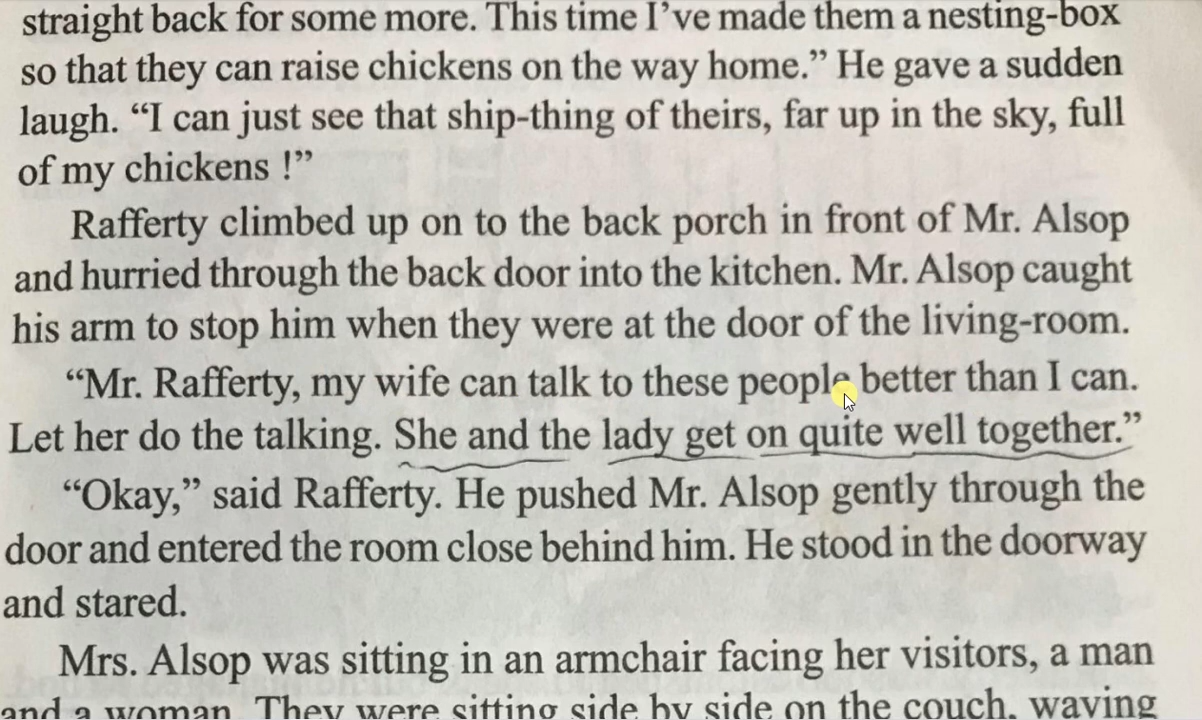 straight back for some more. This time I’ve made them a nesting-box
so that they can raise chickens on the way home.” He gave a sudden
laugh. “I can just see that ship-thing of theirs, far up in the sky, full
of my chickens !”
Rafferty climbed up on to the back porch in front of Mr. Alsop
and hurried through the back door into the kitchen. Mr. Alsop caught
his arm to stop him when they were at the door of the living-room.
“Mr. Rafferty, my wife can talk to these people better than I can.
Let her do the talking. She and the lady get on quite well together.”
“Okay,” said Rafferty. He pushed Mr. Alsop gently through the
door and entered the room close behind him. He stood in the doorway
and stared.
Mrs. Alsop was sitting in an armchair facing her visitors, a man
and a woman. They were sitting side by side on the couch, waving